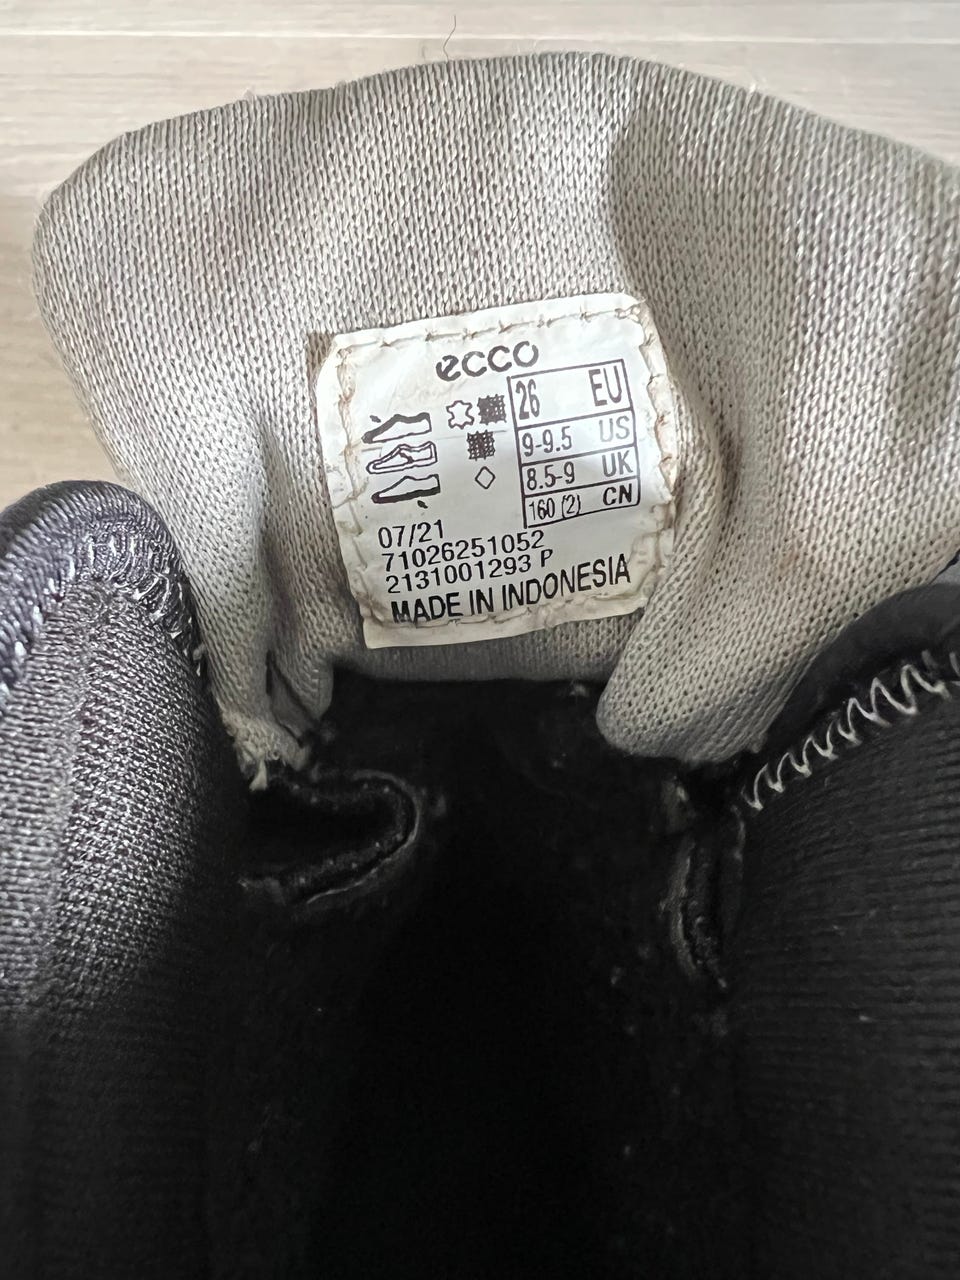 ecco
26 EU
9-9.5 US
8.5-9 UK
160 (2) CN
07/21
71026251052
2131001293 P
MADE IN INDONESIA